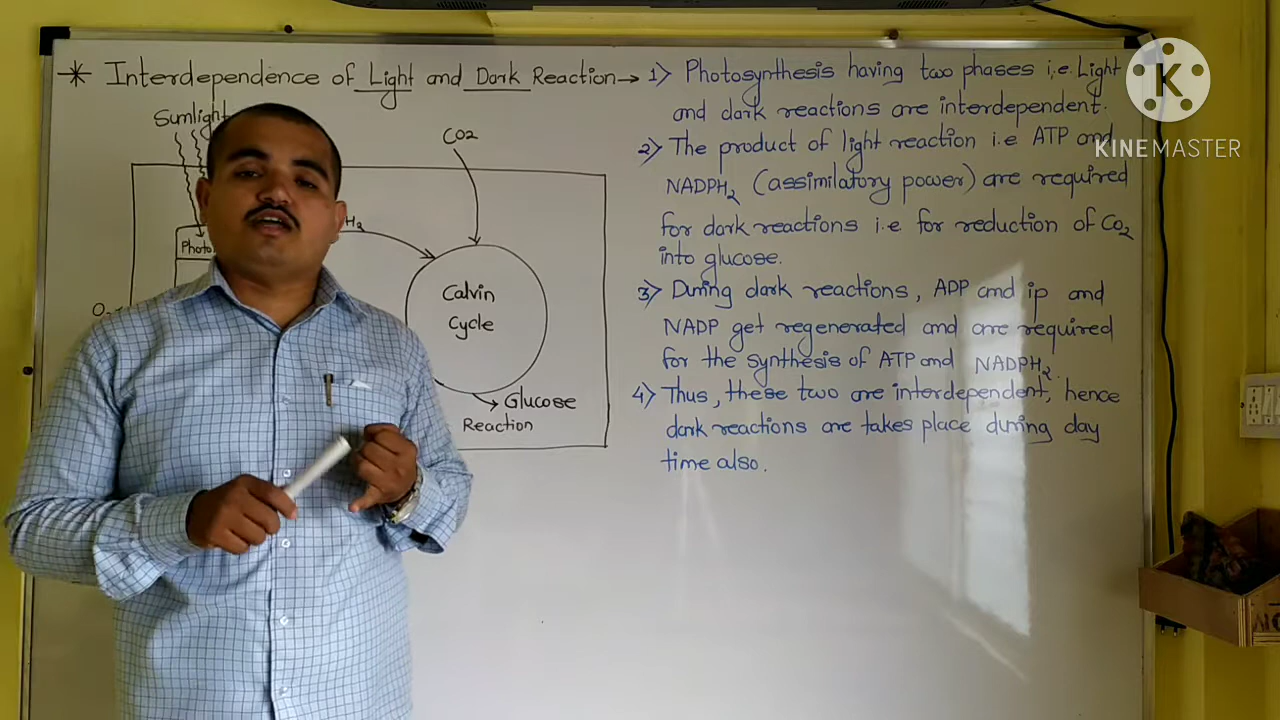 * Interdependence of Light and Dark Reaction →
Sunlight
CO2
H2
Photo
O2
Calvin
Cycle
Glucose
Reaction
1) Photosynthesis having two phases i.e. Light
and dark reactions are interdependent.
2) The product of light reaction i.e ATP and
NADPH2 (assimilatory power) are required
for dark reactions i.e. for reduction of CO2
into glucose.
3) During dark reactions, ADP and ip and
NADP get regenerated and are required
for the synthesis of ATP and NADPH2.
4) Thus, these two are interdependent, hence
dark reactions are takes place during day
time also.
K
KINEMASTER